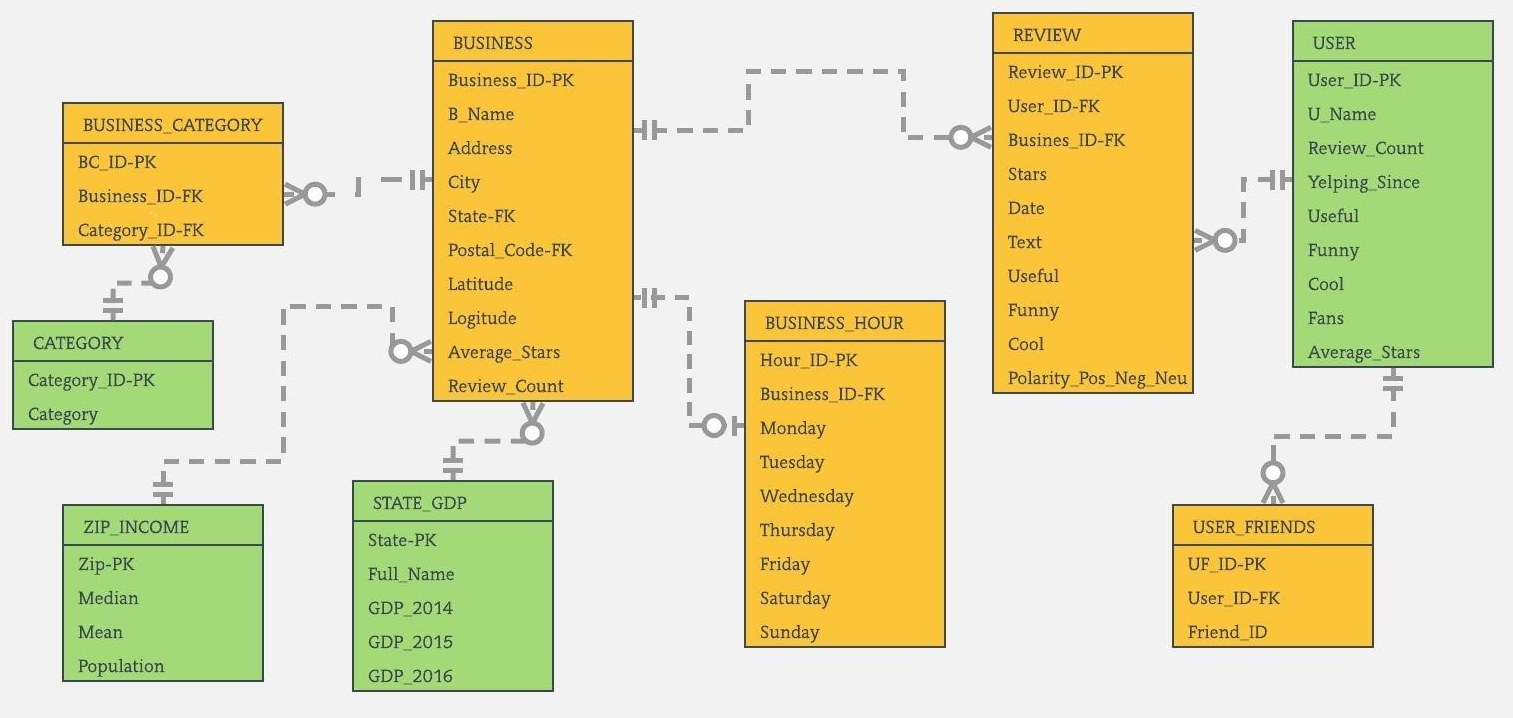 BUSINESS
Business_ID-PK
B_Name
Address
City
State-FK
Postal_Code-FK
Latitude
Logitude
Average_Stars
Review_Count
REVIEW
Review_ID-PK
User_ID-FK
Busines_ID-FK
Stars
Date
Text
Useful
Funny
Cool
Polarity_Pos_Neg_Neu
USER
User_ID-PK
U_Name
Review_Count
Yelping_Since
Useful
Funny
Cool
Fans
Average_Stars
BUSINESS_CATEGORY
BC_ID-PK
Business_ID-FK
Category_ID-FK
CATEGORY
Category_ID-PK
Category
BUSINESS_HOUR
Hour_ID-PK
Business_ID-FK
Monday
Tuesday
Wednesday
Thursday
Friday
Saturday
Sunday
ZIP_INCOME
Zip-PK
Median
Mean
Population
STATE_GDP
State-PK
Full_Name
GDP_2014
GDP_2015
GDP_2016
USER_FRIENDS
UF_ID-PK
User_ID-FK
Friend_ID